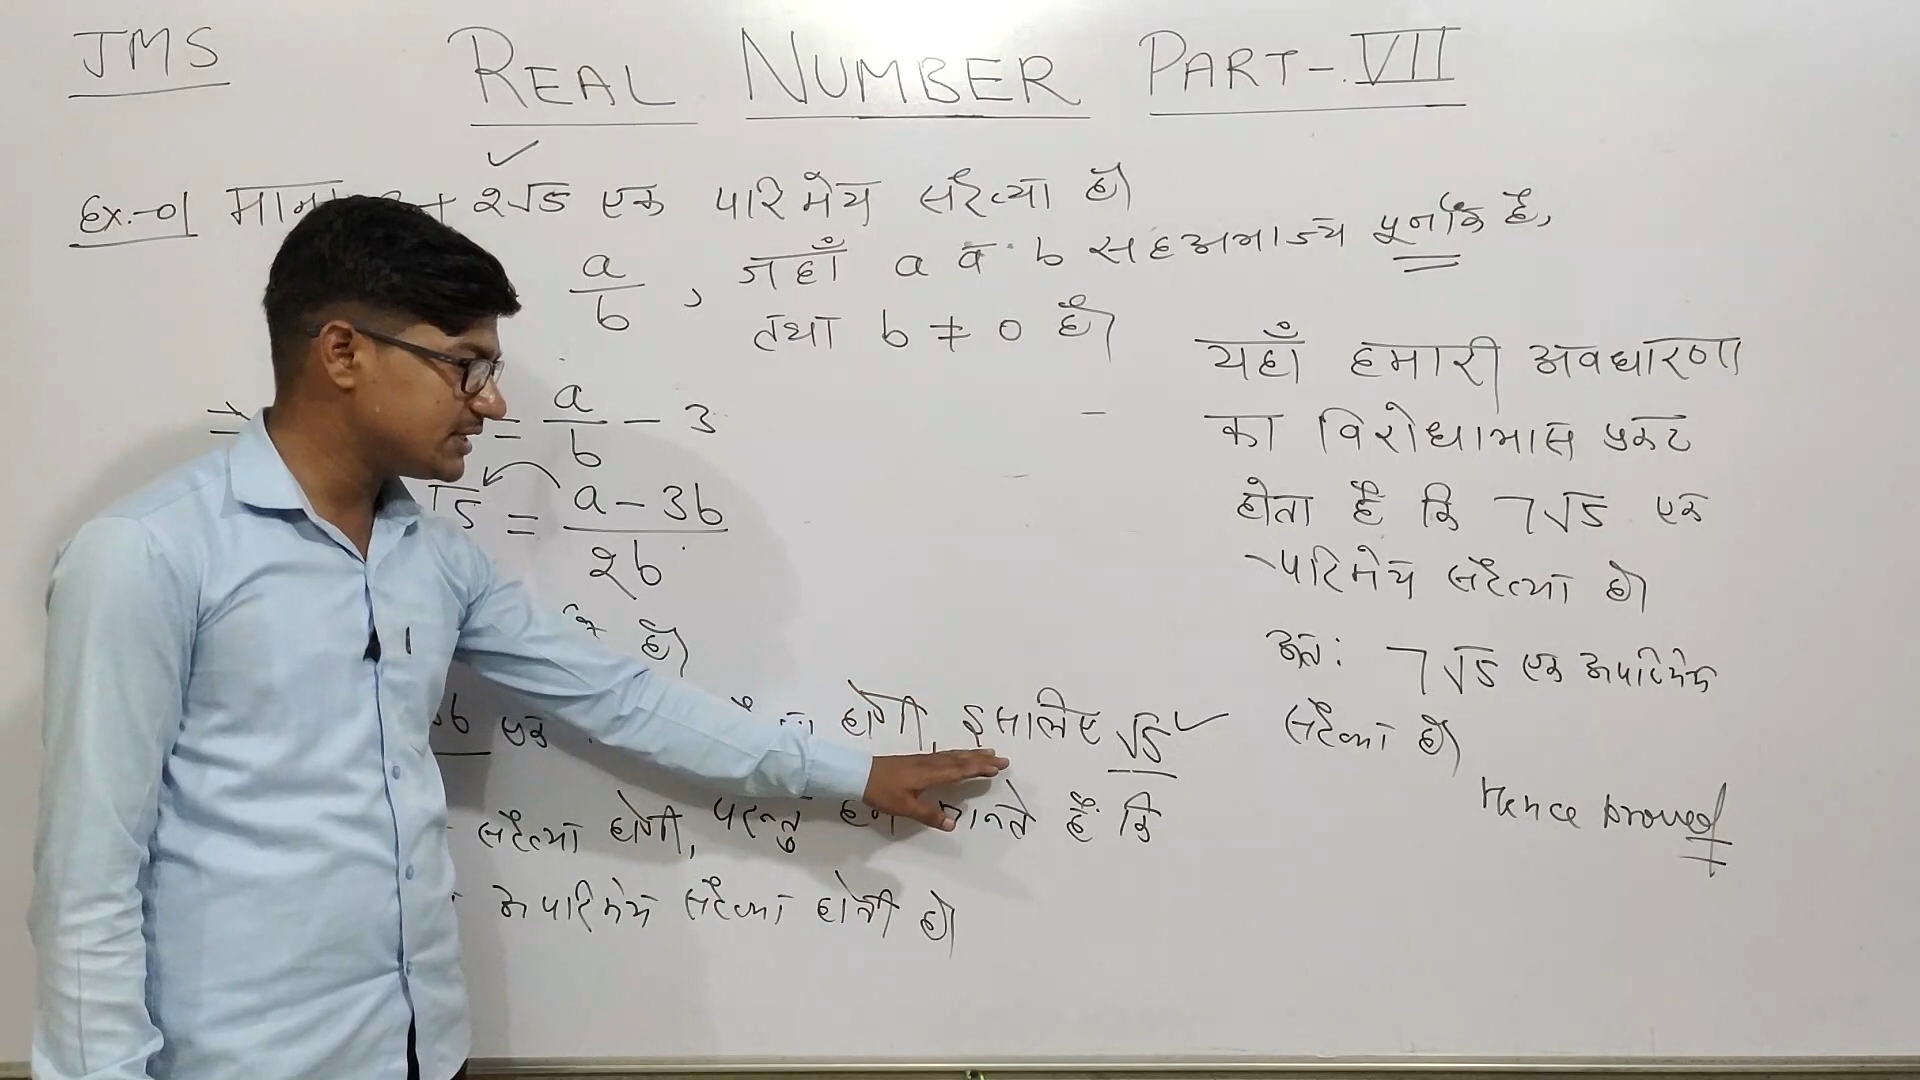 JMS
REAL NUMBER PART-VII
Ex.-01 माना + 2√5 एक परिमेय संख्या है।
a/b , जहाँ a व b सहअभाज्य पूर्नांक है,
तथा b ≠ 0 है।
⇒ = a/b - 3
√5 = (a - 3b)/2b
है।
एक होगी, इसलिए √5
संख्या होगी, परन्तु हम जानते हैं कि
अपरिमेय संख्या होती है।
यहाँ हमारी अवधारणा
का विरोधाभास प्रकट
होता है कि 7√5 एक
परिमेय संख्या है।
अतः 7√5 एक अपरिमेय
संख्या है।
Hence proved